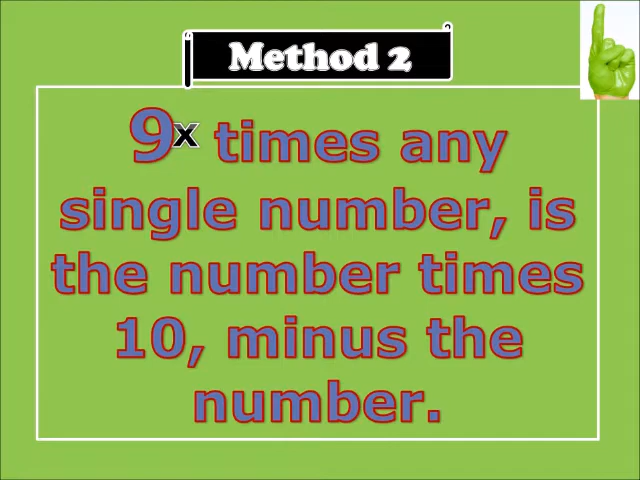 Method 2
9x times any
single number, is
the number times
10, minus the
number.